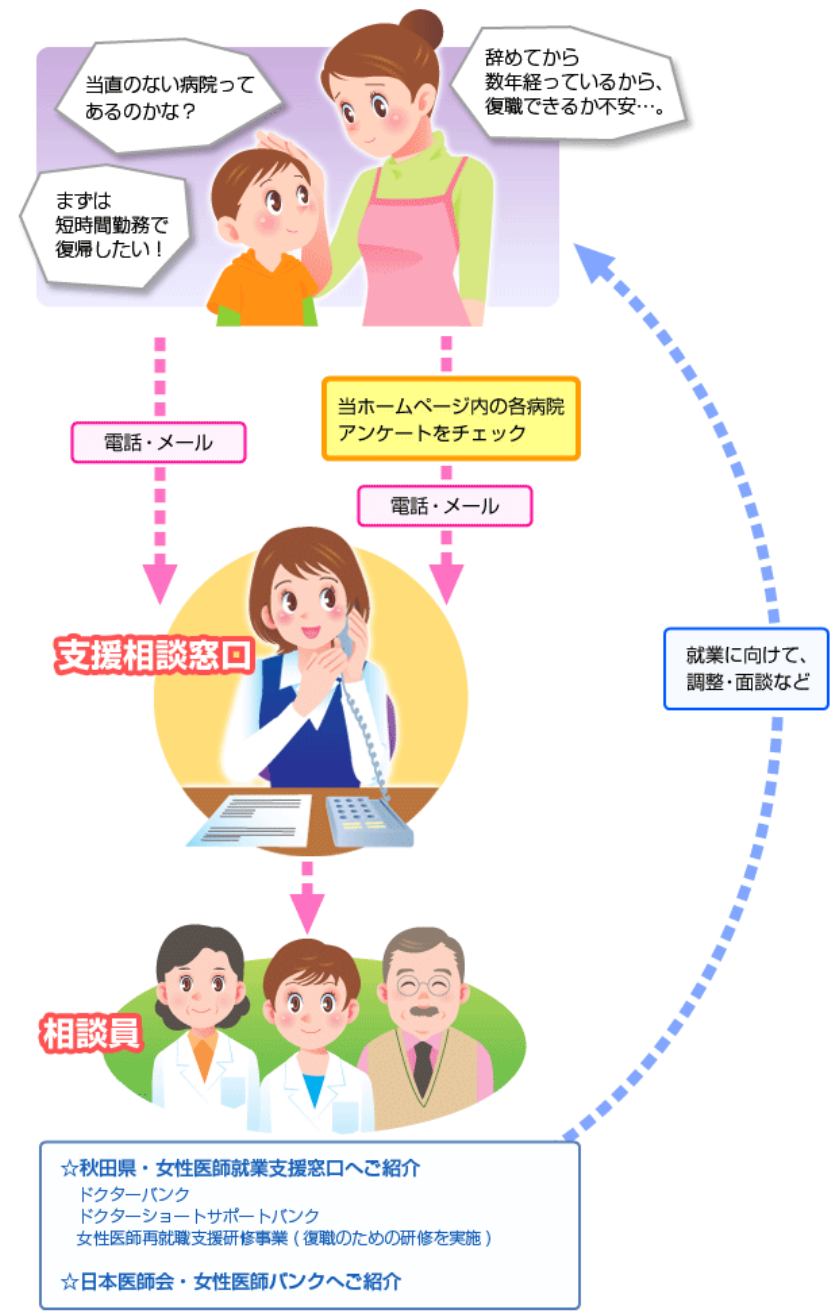 当直のない病院って
あるのかな？
辞めてから
数年経っているから、
復職できるか不安…。
まずは
短時間勤務で
復帰したい！
電話・メール
当ホームページ内の各病院
アンケートをチェック
電話・メール
支援相談窓口
就業に向けて、
調整・面談など
相談員
☆秋田県・女性医師就業支援窓口へご紹介
ドクターバンク
ドクターショートサポートバンク
女性医師再就職支援研修事業（復職のための研修を実施）
☆日本医師会・女性医師バンクへご紹介